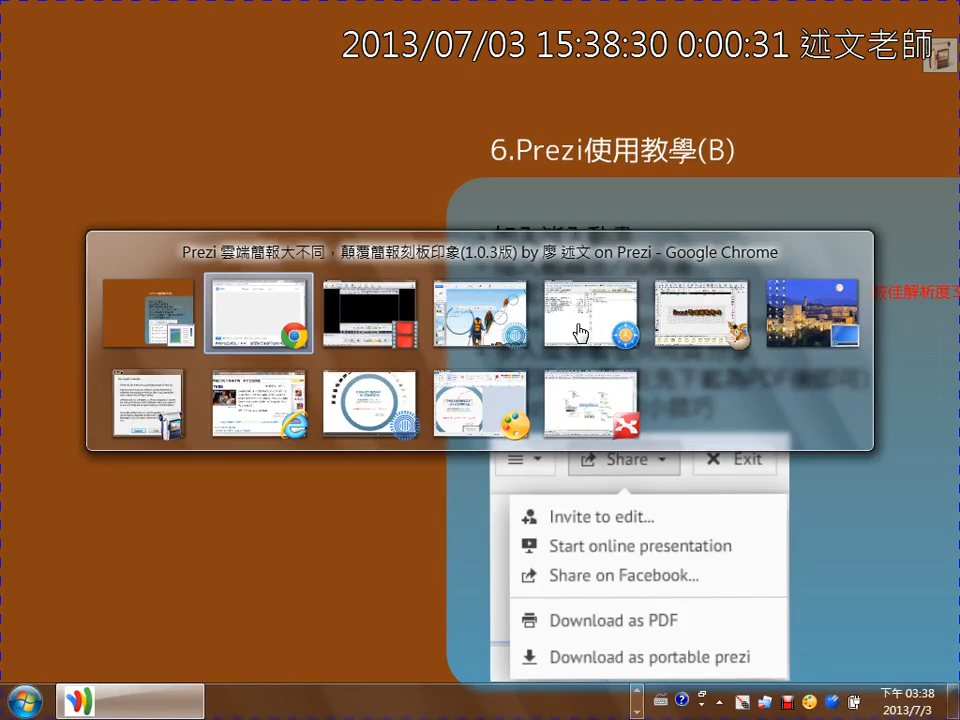 2013/07/03 15:38:30 0:00:31 述文老師
6.Prezi使用教學(B)
Prezi 雲端簡報大不同，顛覆簡報刻板印象(1.0.3版) by 廖 述文 on Prezi - Google Chrome
佳解析度
Share
Exit
Invite to edit...
Start online presentation
Share on Facebook...
Download as PDF
Download as portable prezi
下午 03:38
2013/7/3